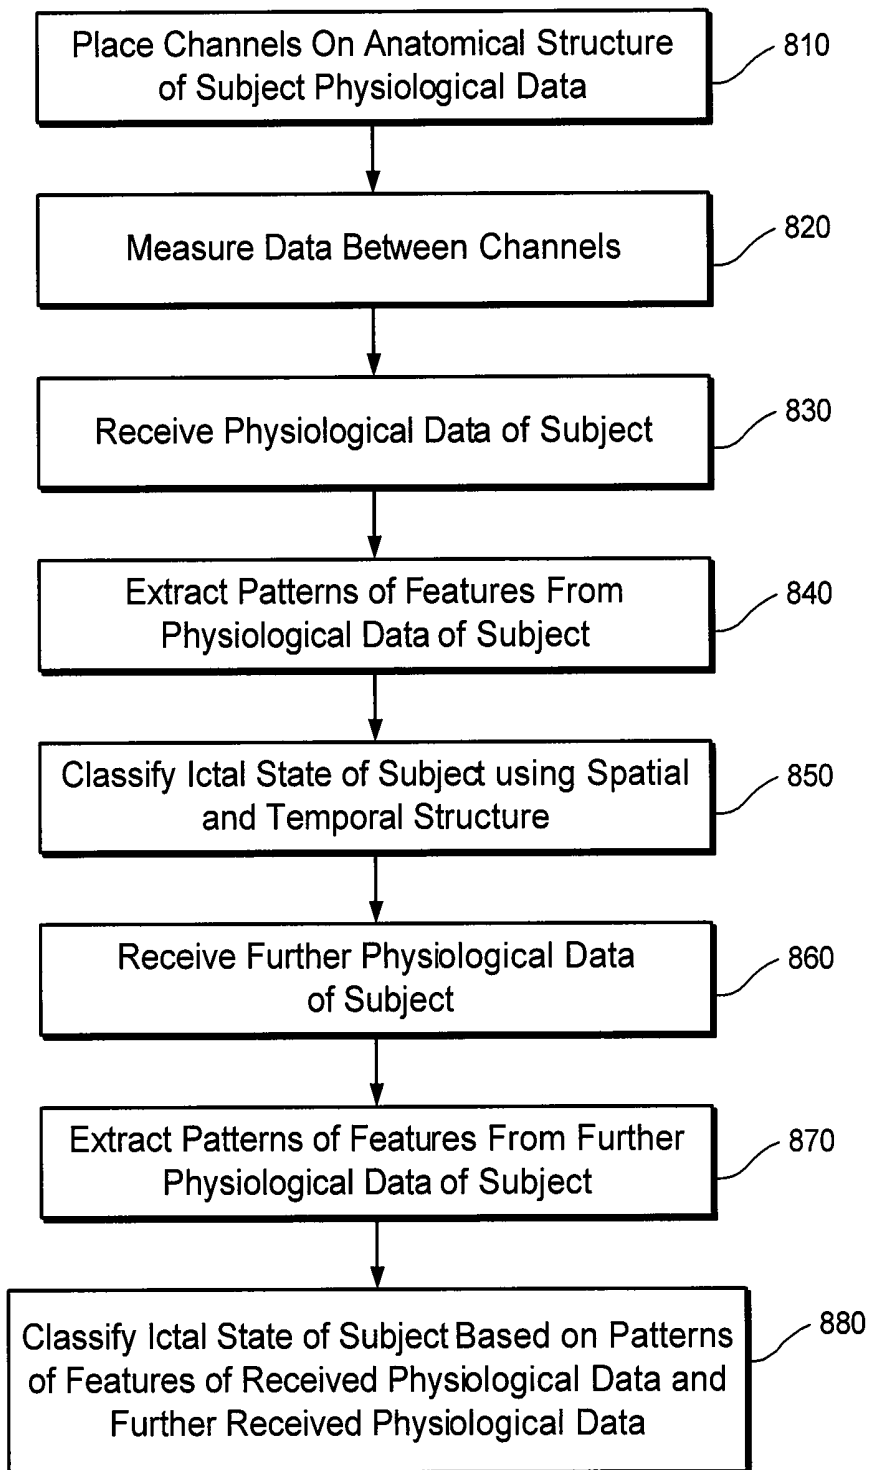 Place Channels On Anatomical Structure
of Subject Physiological Data
810
Measure Data Between Channels
820
Receive Physiological Data of Subject
830
Extract Patterns of Features From
Physiological Data of Subject
840
Classify Ictal State of Subject using Spatial
and Temporal Structure
850
Receive Further Physiological Data
of Subject
860
Extract Patterns of Features From Further
Physiological Data of Subject
870
Classify Ictal State of Subject Based on Patterns
of Features of Received Physiological Data and
Further Received Physiological Data
880